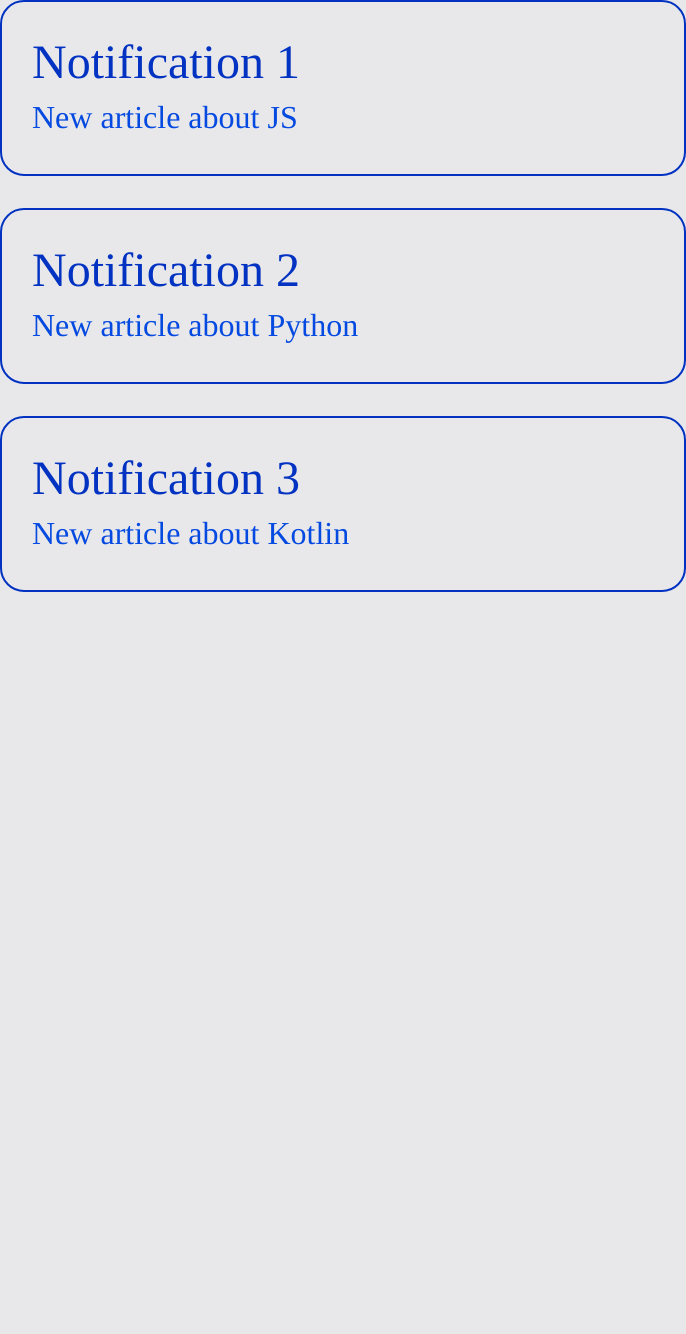 Notification 1
New article about JS
Notification 2
New article about Python
Notification 3
New article about Kotlin